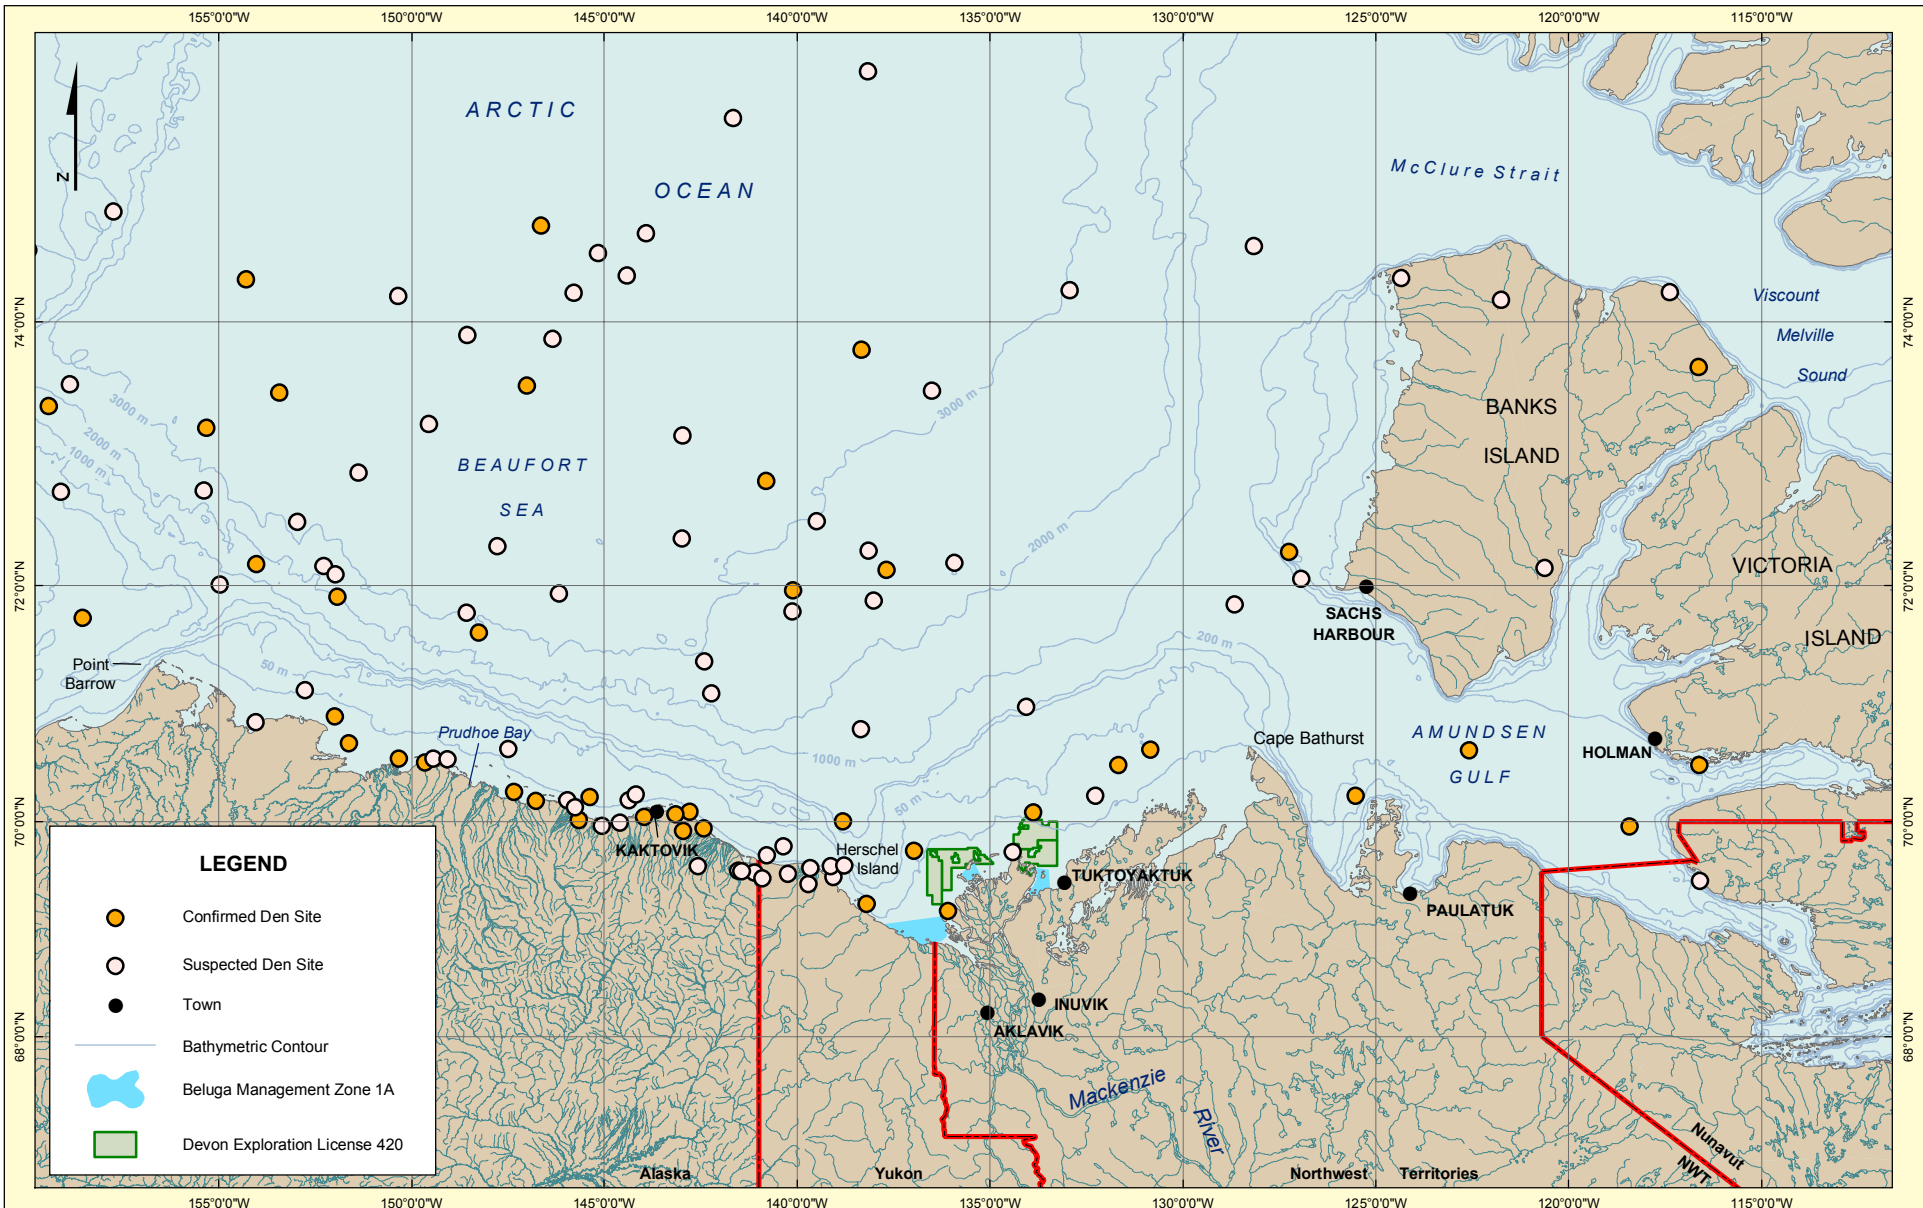 155°0'0"W 150°0'0"W 145°0'0"W 140°0'0"W 135°0'0"W 130°0'0"W 125°0'0"W 120°0'0"W 115°0'0"W
ARCTIC
OCEAN
McClure Strait
N
Viscount
Melville
Sound
74°0'0"N
74°0'0"N
3000 m
2000 m
1000 m
3000 m
BANKS
ISLAND
BEAUFORT
SEA
2000 m
VICTORIA
ISLAND
72°0'0"N
72°0'0"N
SACHS
HARBOUR
200 m
Point
Barrow
50 m
Prudhoe Bay
1000 m
Cape Bathurst
AMUNDSEN
GULF
HOLMAN
50 m
70°0'0"N
70°0'0"N
KAKTOVIK
Herschel
Island
TUKTOYAKTUK
PAULATUK
INUVIK
AKLAVIK
68°0'0"N
68°0'0"N
Mackenzie
River
Nunavut
NWT
Alaska
Yukon
Northwest Territories
LEGEND
Confirmed Den Site
Suspected Den Site
Town
Bathymetric Contour
Beluga Management Zone 1A
Devon Exploration License 420
155°0'0"W 150°0'0"W 145°0'0"W 140°0'0"W 135°0'0"W 130°0'0"W 125°0'0"W 120°0'0"W 115°0'0"W